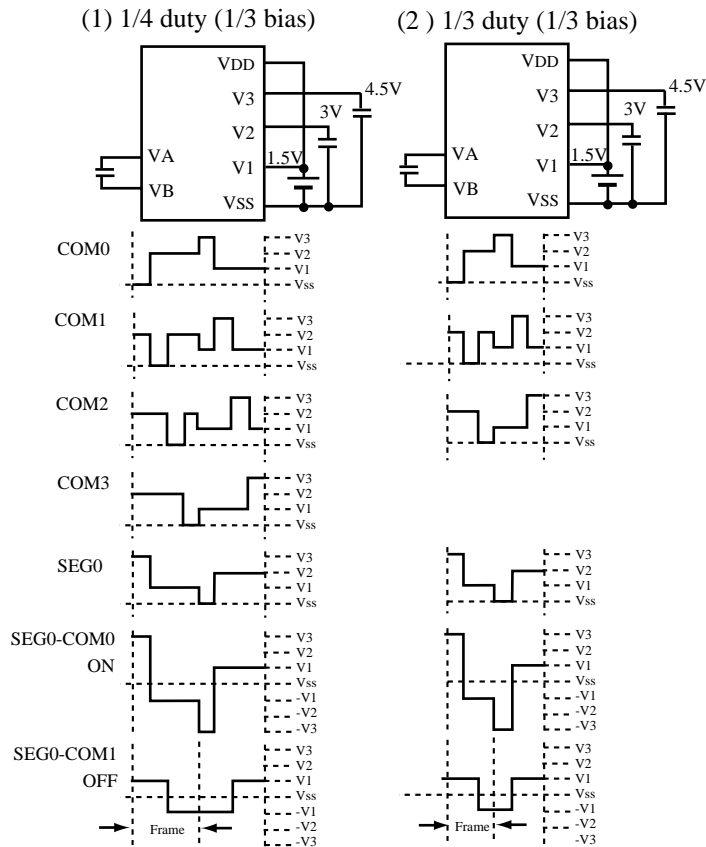 (1) 1/4 duty (1/3 bias)
VDD
V3
V2
V1
VSS
VA
VB
4.5V
3V
1.5V
COM0
V3
V2
V1
Vss
COM1
V3
V2
V1
Vss
COM2
V3
V2
V1
Vss
COM3
V3
V2
V1
Vss
SEG0
V3
V2
V1
Vss
SEG0-COM0
ON
V3
V2
V1
Vss
-V1
-V2
-V3
SEG0-COM1
OFF
V3
V2
V1
Vss
-V1
-V2
-V3
Frame
(2 ) 1/3 duty (1/3 bias)
VDD
V3
V2
V1
VSS
VA
VB
4.5V
3V
1.5V
V3
V2
V1
Vss
V3
V2
V1
Vss
V3
V2
V1
Vss
V3
V2
V1
Vss
V3
V2
V1
Vss
-V1
-V2
-V3
V3
V2
V1
Vss
-V1
-V2
-V3
Frame